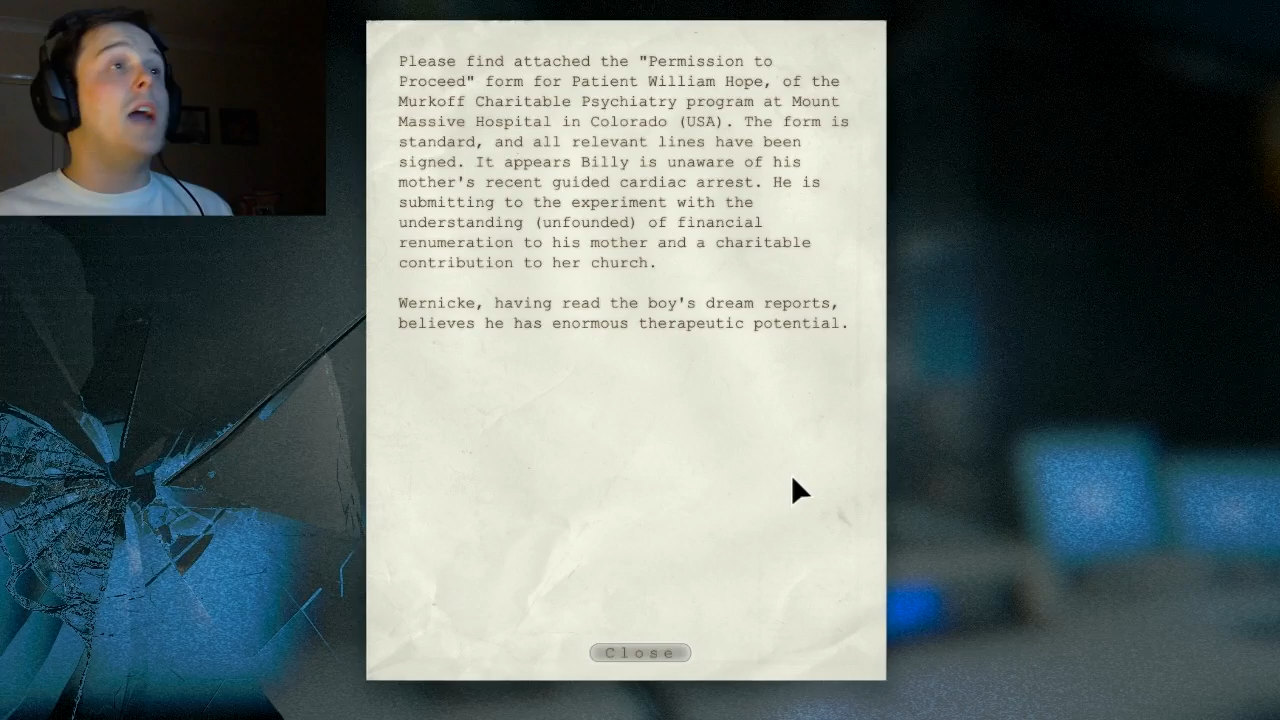 Please find attached the "Permission to
Proceed" form for Patient William Hope, of the
Murkoff Charitable Psychiatry program at Mount
Massive Hospital in Colorado (USA). The form is
standard, and all relevant lines have been
signed. It appears Billy is unaware of his
mother's recent guided cardiac arrest. He is
submitting to the experiment with the
understanding (unfounded) of financial
renumeration to his mother and a charitable
contribution to her church.
Wernicke, having read the boy's dream reports,
believes he has enormous therapeutic potential.
Close